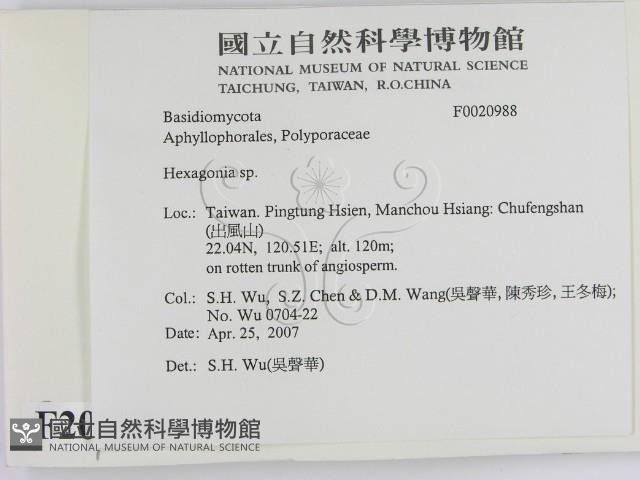 國立自然科學博物館
NATIONAL MUSEUM OF NATURAL SCIENCE
TAICHUNG, TAIWAN, R.O.CHINA
Basidiomycota F0020988
Aphyllophorales, Polyporaceae
Hexagonia sp.
Loc.: Taiwan. Pingtung Hsien, Manchou Hsiang: Chufengshan
(出風山)
22.04N, 120.51E; alt. 120m;
on rotten trunk of angiosperm.
Col.: S.H. Wu, S.Z. Chen & D.M. Wang(吳聲華, 陳秀珍, 王冬梅);
No. Wu 0704-22
Date: Apr. 25, 2007
Det.: S.H. Wu(吳聲華)
F20
國立自然科學博物館
NATIONAL MUSEUM OF NATURAL SCIENCE